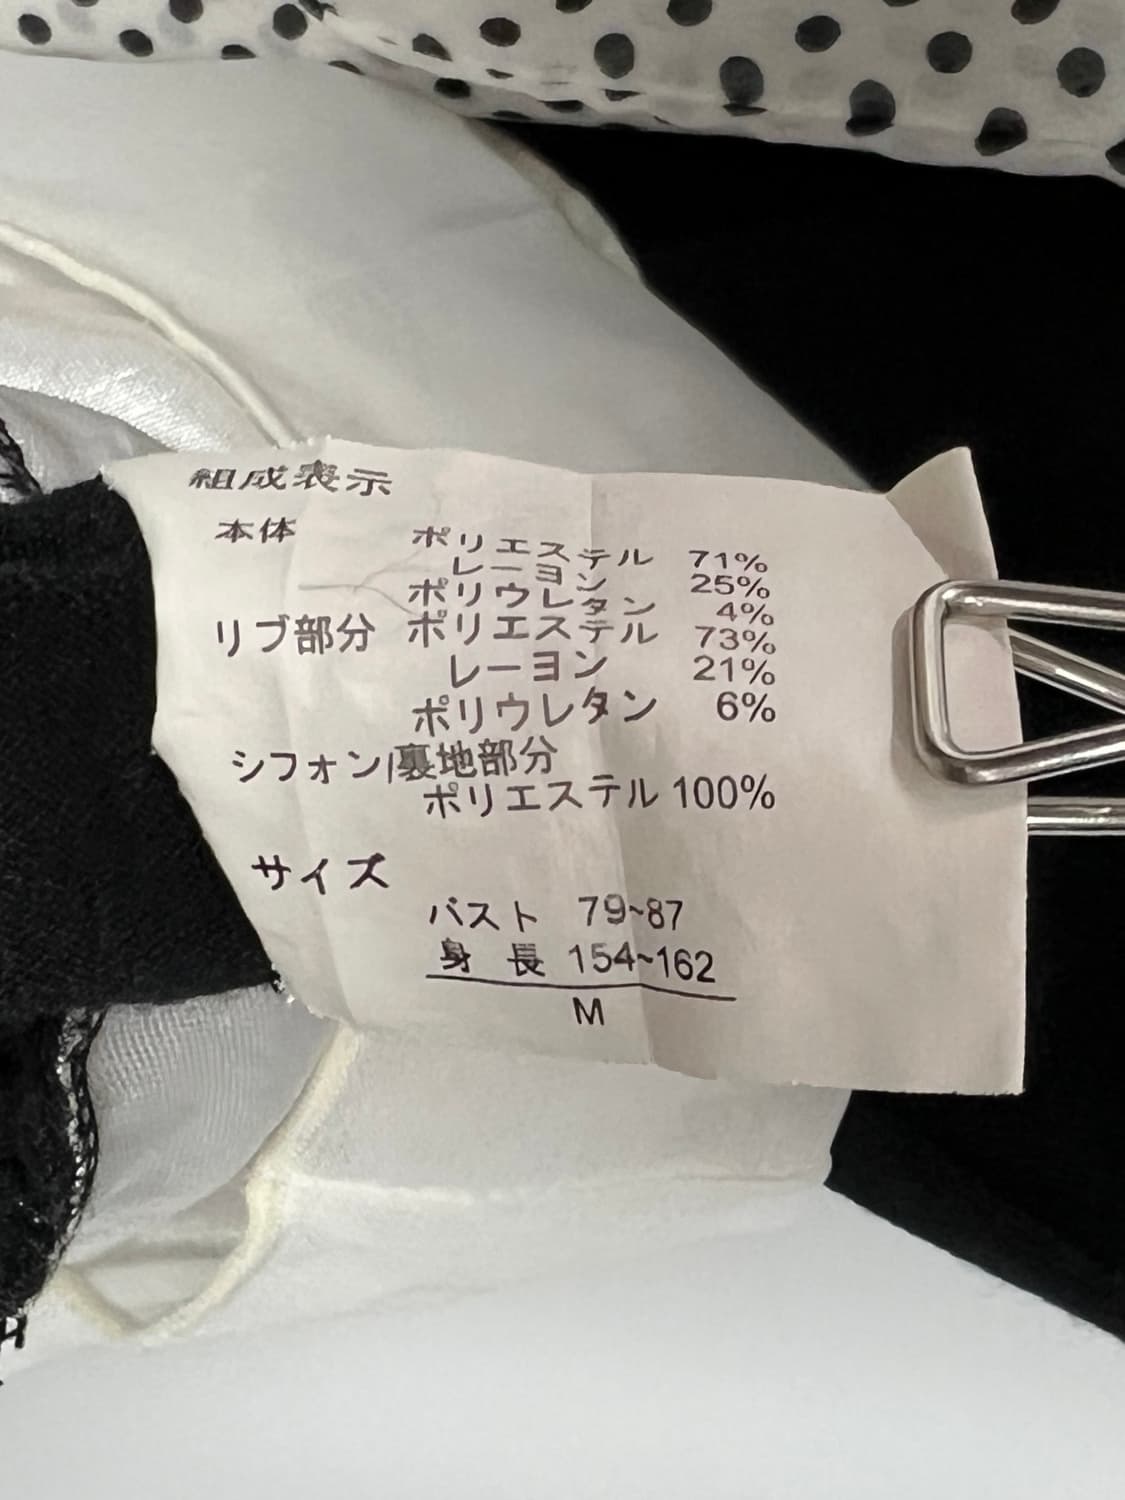 組成表示
本体 ポリエステル 71%
レーヨン 25%
ポリウレタン 4%
リブ部分 ポリエステル 73%
レーヨン 21%
ポリウレタン 6%
シフォン/裏地部分
ポリエステル 100%
サイズ
バスト 79~87
身長 154~162
M